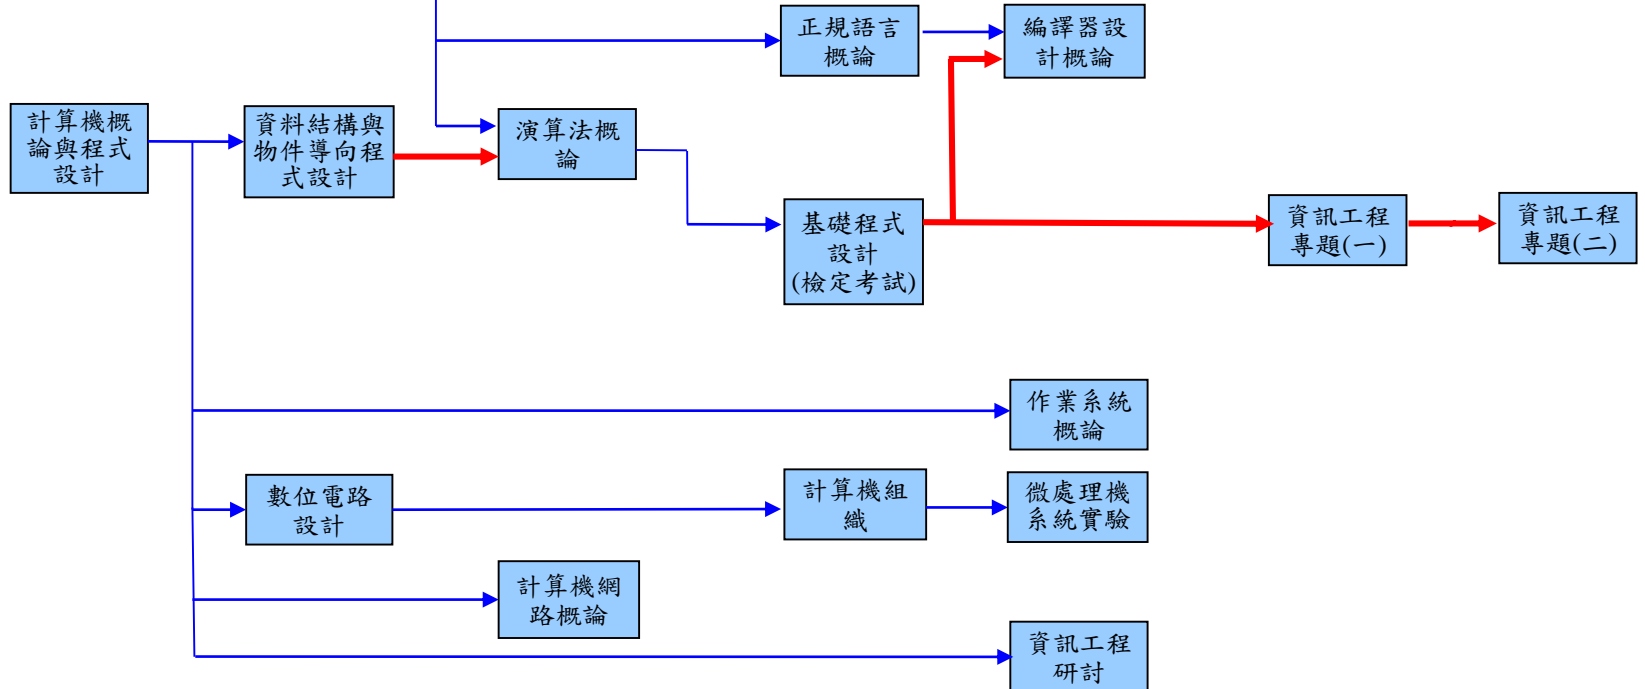 正規語言
概論
編譯器設
計概論
計算機概
論與程式
設計
資料結構與
物件導向程
式設計
演算法概
論
基礎程式
設計
(檢定考試)
資訊工程
專題(一)
資訊工程
專題(二)
作業系統
概論
數位電路
設計
計算機組
織
微處理機
系統實驗
計算機網
路概論
資訊工程
研討